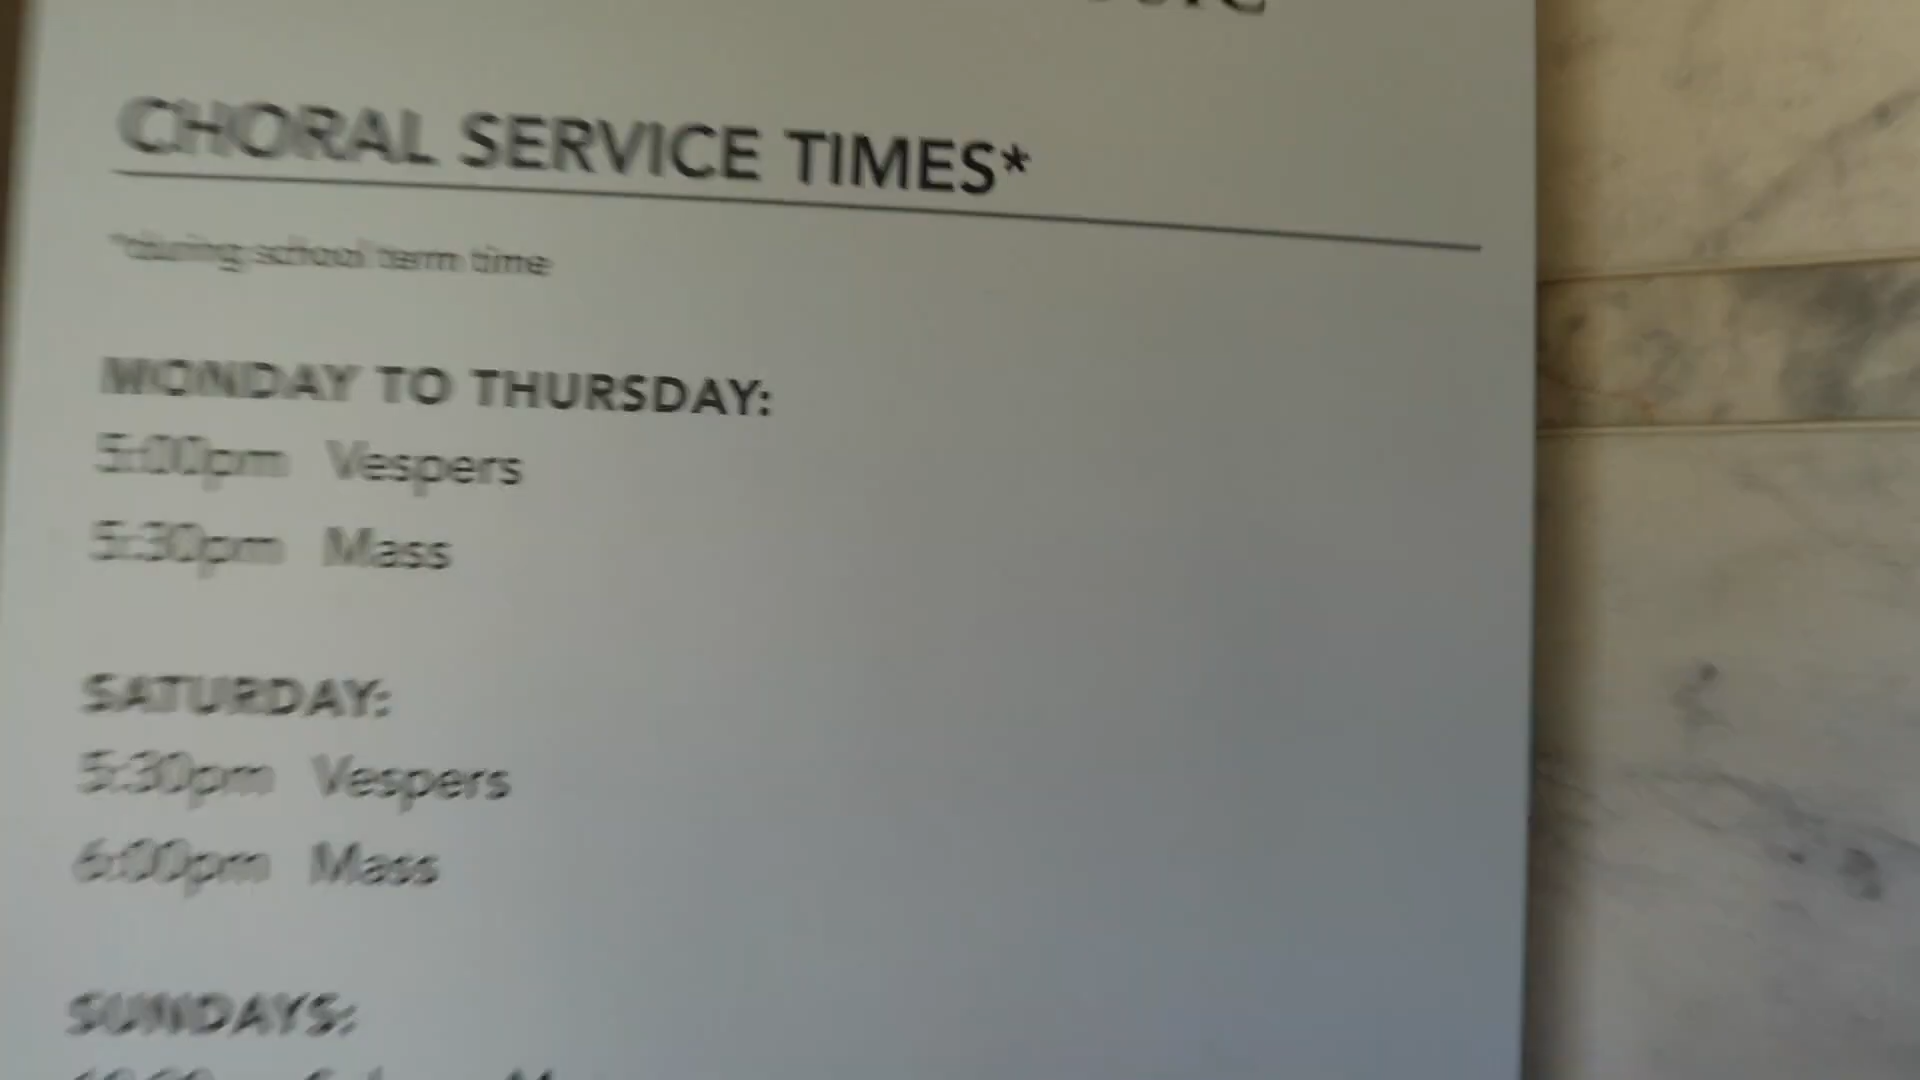 CHORAL SERVICE TIMES*
*during school term time
MONDAY TO THURSDAY:
5:00pm Vespers
5:30pm Mass
SATURDAY:
5:30pm Vespers
6:00pm Mass
SUNDAYS: